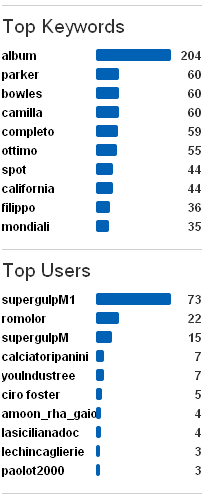 Top Keywords
album 204
parker 60
bowles 60
camilla 60
completo 59
ottimo 55
spot 44
california 44
filippo 36
mondiali 35
Top Users
supergulpM1 73
romolor 22
supergulpM 15
calciatoripanini 7
youIndustree 7
ciro foster 5
amoon_rha_gaio 4
lasicilianadoc 4
lechincaglierie 3
paolot2000 3